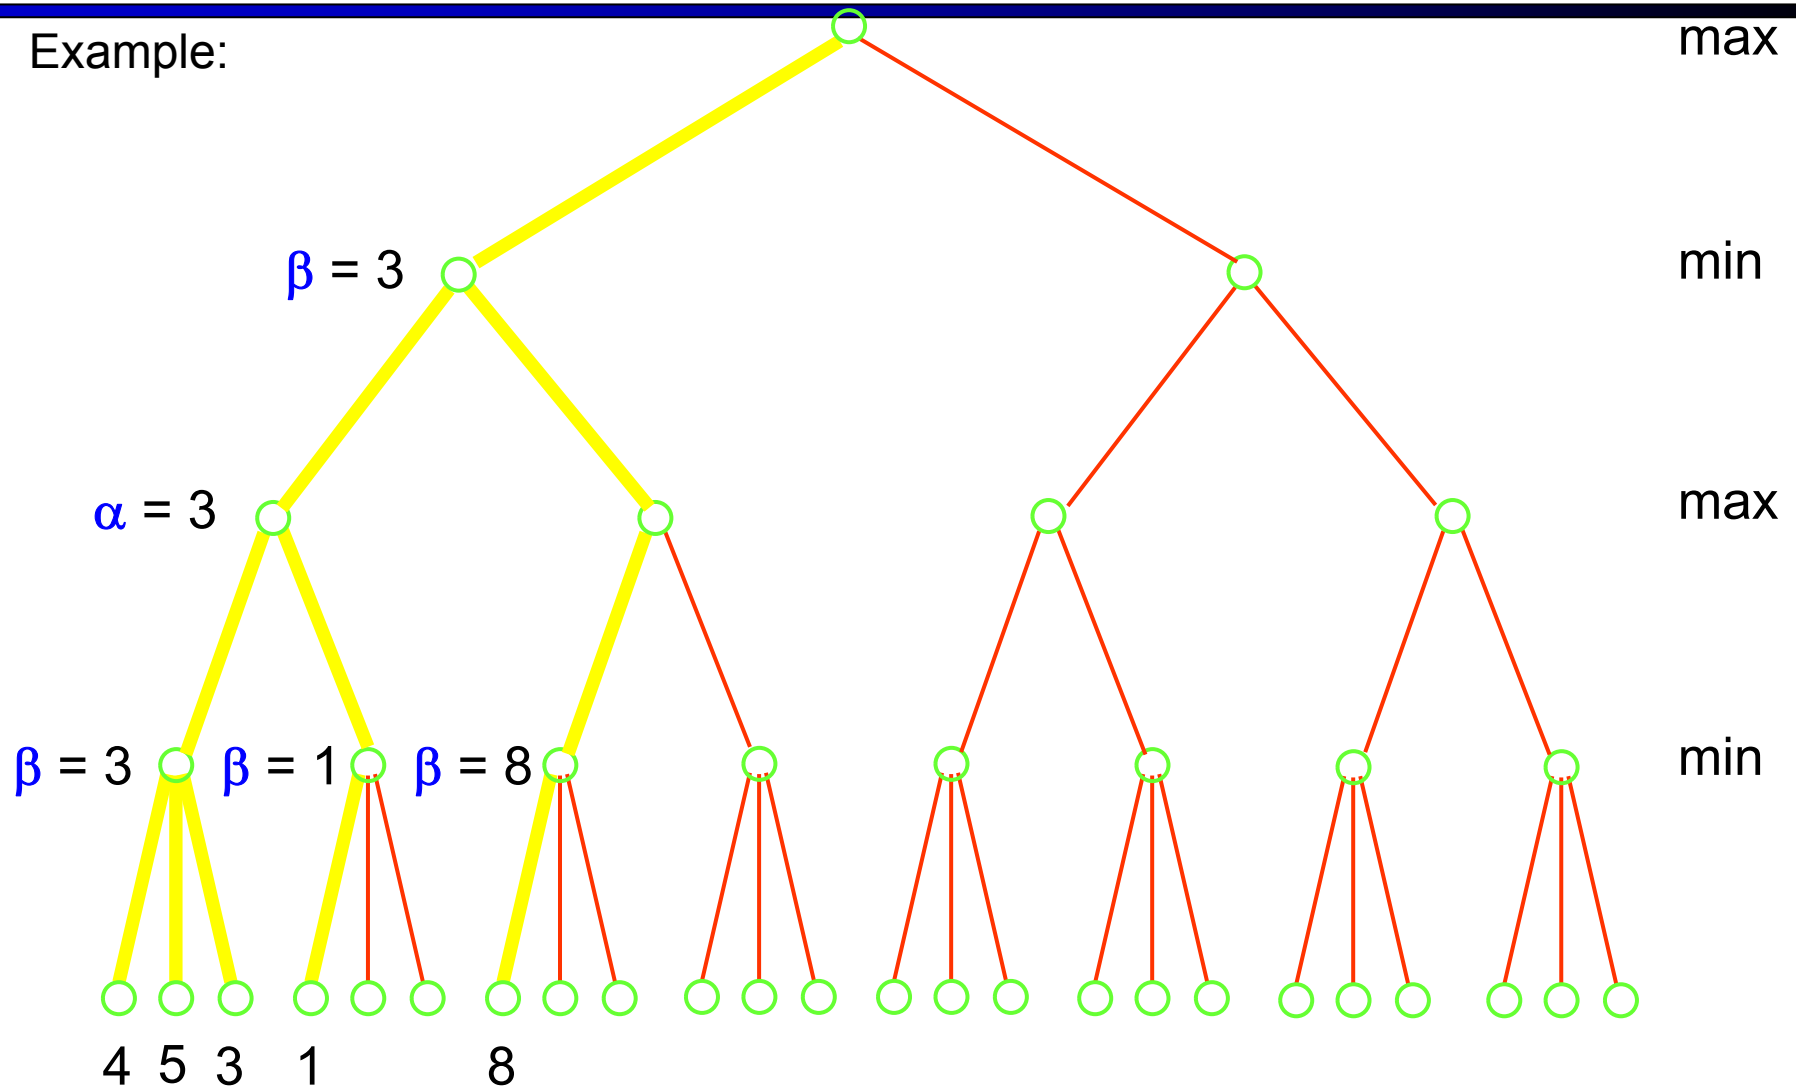 Example:
max
β = 3
min
α = 3
max
β = 3 β = 1 β = 8
min
4 5 3 1 8